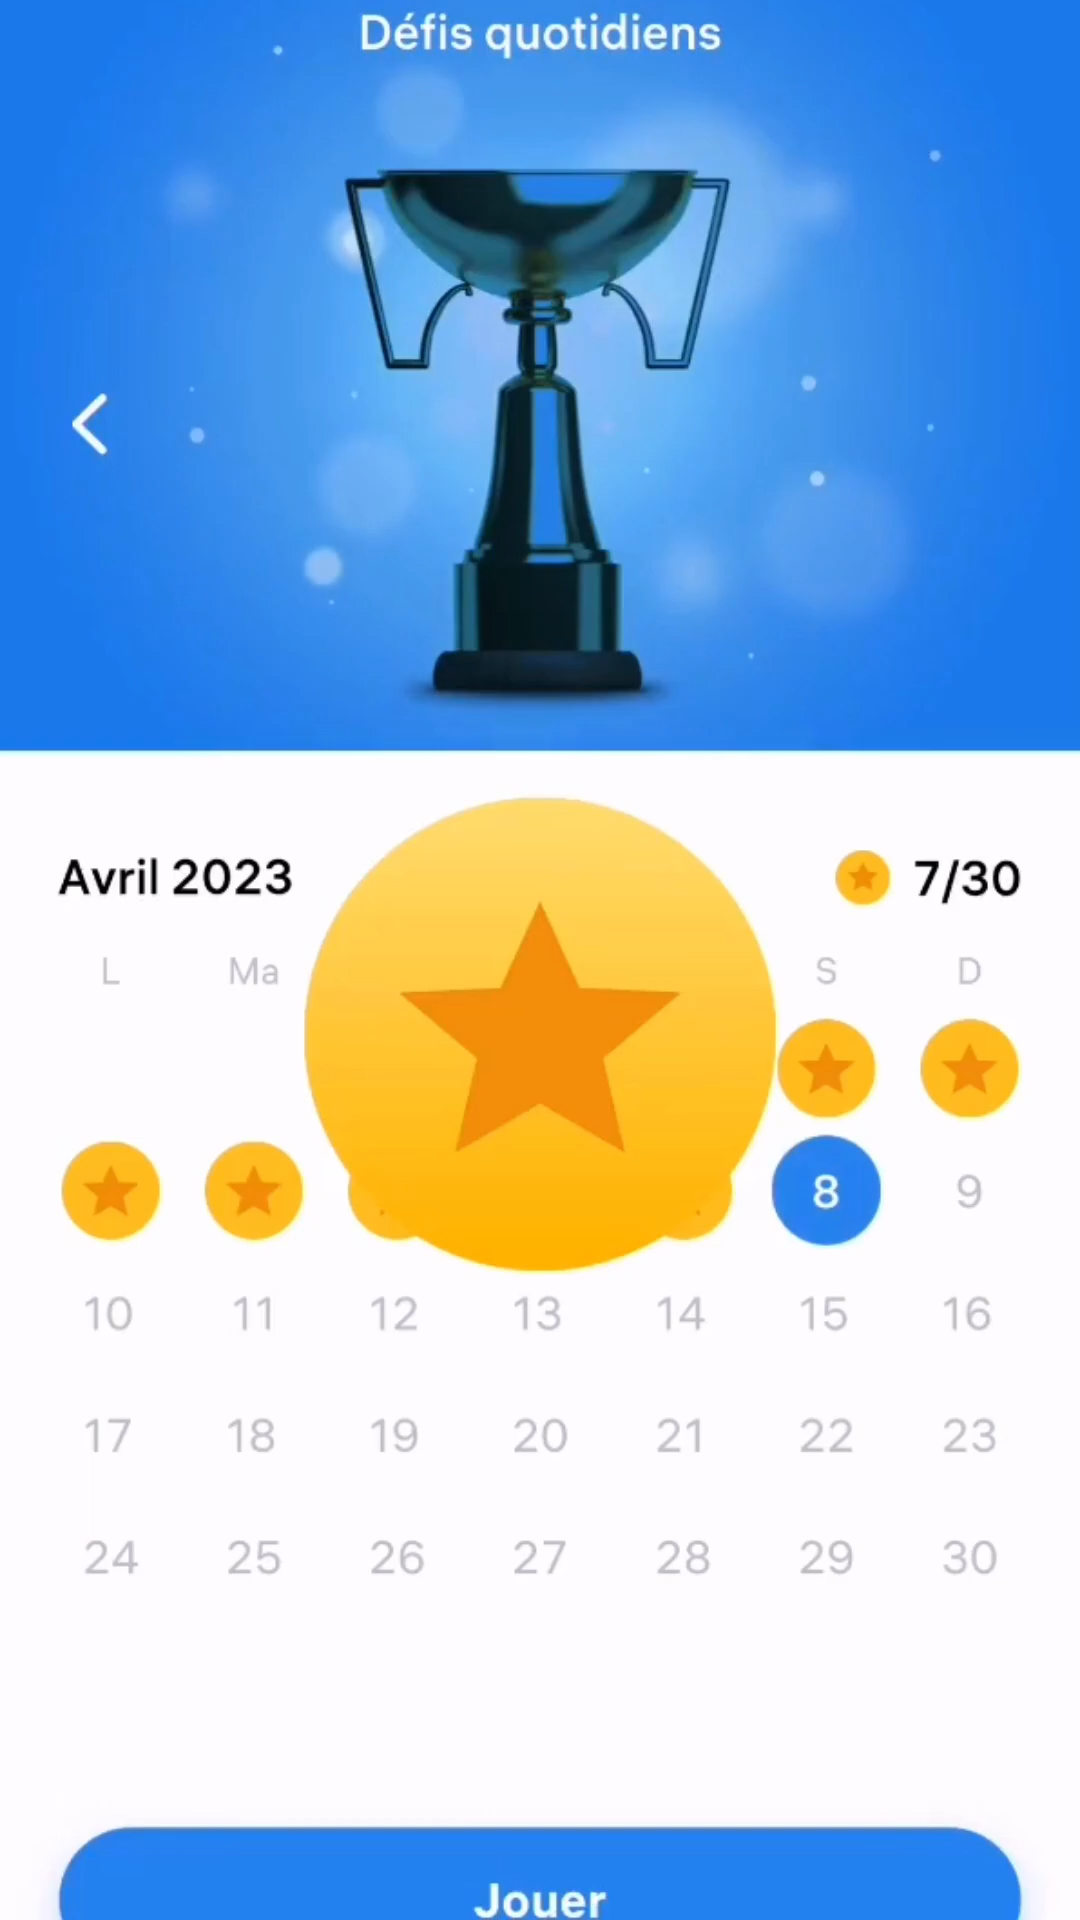 Défis quotidiens
Avril 2023 7/30
L Ma S D
8 9
10 11 12 13 14 15 16
17 18 19 20 21 22 23
24 25 26 27 28 29 30
Jouer